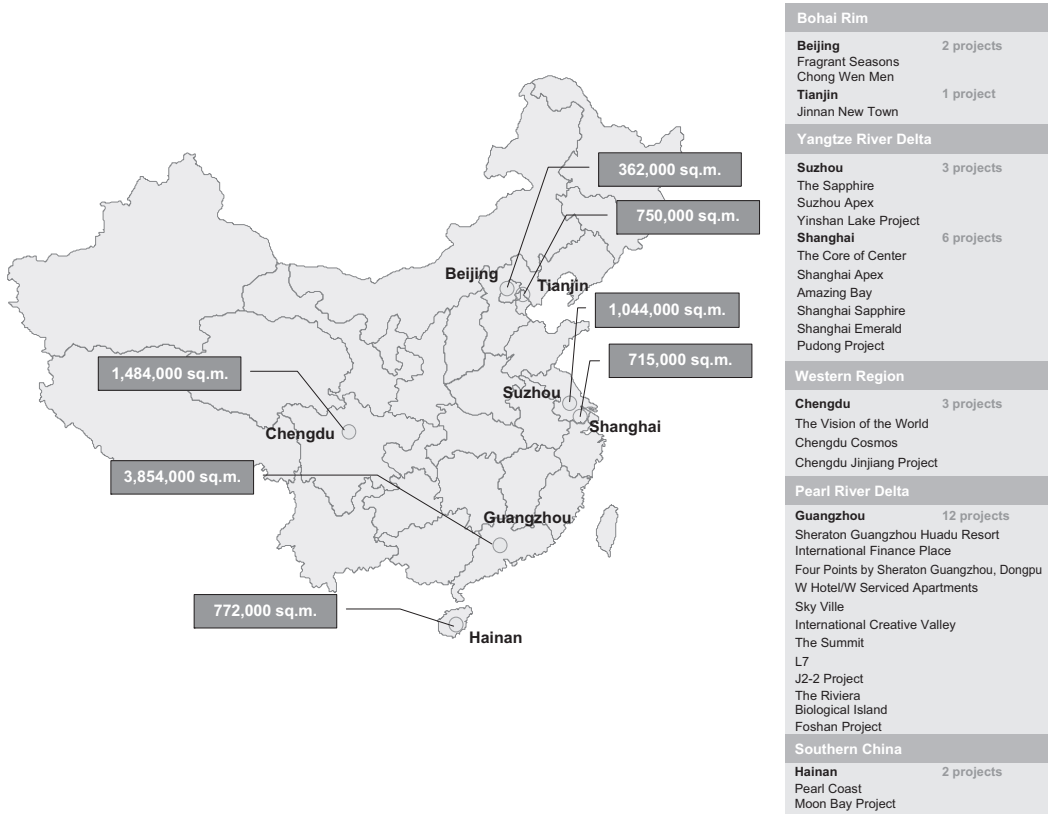 362,000 sq.m.
750,000 sq.m.
Beijing
Tianjin
1,044,000 sq.m.
715,000 sq.m.
1,484,000 sq.m.
Suzhou
Shanghai
Chengdu
3,854,000 sq.m.
Guangzhou
772,000 sq.m.
Hainan
Bohai Rim
Beijing 2 projects
Fragrant Seasons
Chong Wen Men
Tianjin 1 project
Jinnan New Town
Yangtze River Delta
Suzhou 3 projects
The Sapphire
Suzhou Apex
Yinshan Lake Project
Shanghai 6 projects
The Core of Center
Shanghai Apex
Amazing Bay
Shanghai Sapphire
Shanghai Emerald
Pudong Project
Western Region
Chengdu 3 projects
The Vision of the World
Chengdu Cosmos
Chengdu Jinjiang Project
Pearl River Delta
Guangzhou 12 projects
Sheraton Guangzhou Huadu Resort
International Finance Place
Four Points by Sheraton Guangzhou, Dongpu
W Hotel/W Serviced Apartments
Sky Ville
International Creative Valley
The Summit
L7
J2-2 Project
The Riviera
Biological Island
Foshan Project
Southern China
Hainan 2 projects
Pearl Coast
Moon Bay Project